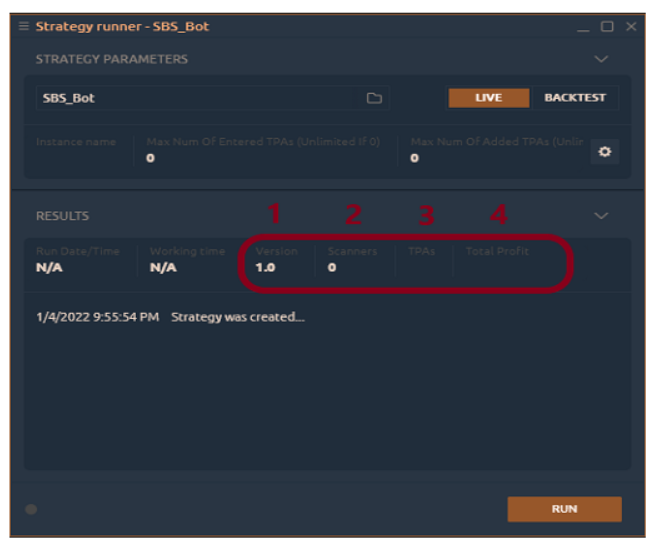 Strategy runner - SBS_Bot
STRATEGY PARAMETERS
SBS_Bot LIVE BACKTEST
Instance name Max Num Of Entered TPAs (Unlimited If 0) Max Num Of Added TPAs (Unlir
0 0
RESULTS 1 2 3 4
Run Date/Time Working time Version Scanners TPAs Total Profit
N/A N/A 1.0 0
1/4/2022 9:55:54 PM Strategy was created...
RUN